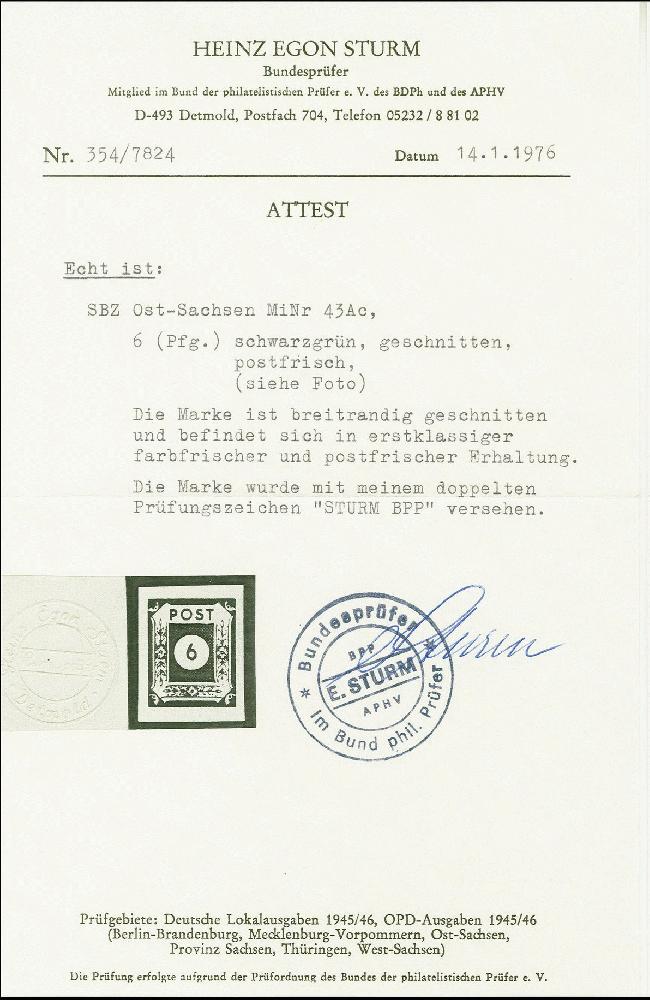 HEINZ EGON STURM
Bundesprüfer
Mitglied im Bund der philatelistischen Prüfer e. V. des BDPh und des APHV
D-493 Detmold, Postfach 704, Telefon 05232 / 8 81 02
Nr. 354/7824 Datum 14.1.1976
ATTEST
Echt ist:
SBZ Ost-Sachsen MiNr 43Ac,
6 (Pfg.) schwarzgrün, geschnitten,
postfrisch,
(siehe Foto)
Die Marke ist breitrandig geschnitten
und befindet sich in erstklassiger
farbfrischer und postfrischer Erhaltung.
Die Marke wurde mit meinem doppelten
Prüfungszeichen "STURM BPP" versehen.
Egon
Detmold
POST
6
Bundesprüfer
BPP
E. STURM
APHV
* Im Bund phil. Prüfer *
Sturm
Prüfgebiete: Deutsche Lokalausgaben 1945/46, OPD-Ausgaben 1945/46
(Berlin-Brandenburg, Mecklenburg-Vorpommern, Ost-Sachsen,
Provinz Sachsen, Thüringen, West-Sachsen)
Die Prüfung erfolgte aufgrund der Prüfordnung des Bundes der philatelistischen Prüfer e. V.